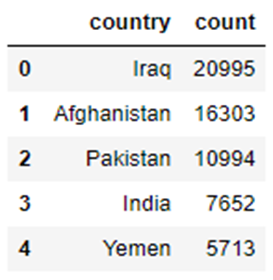 country count
0 Iraq 20995
1 Afghanistan 16303
2 Pakistan 10994
3 India 7652
4 Yemen 5713